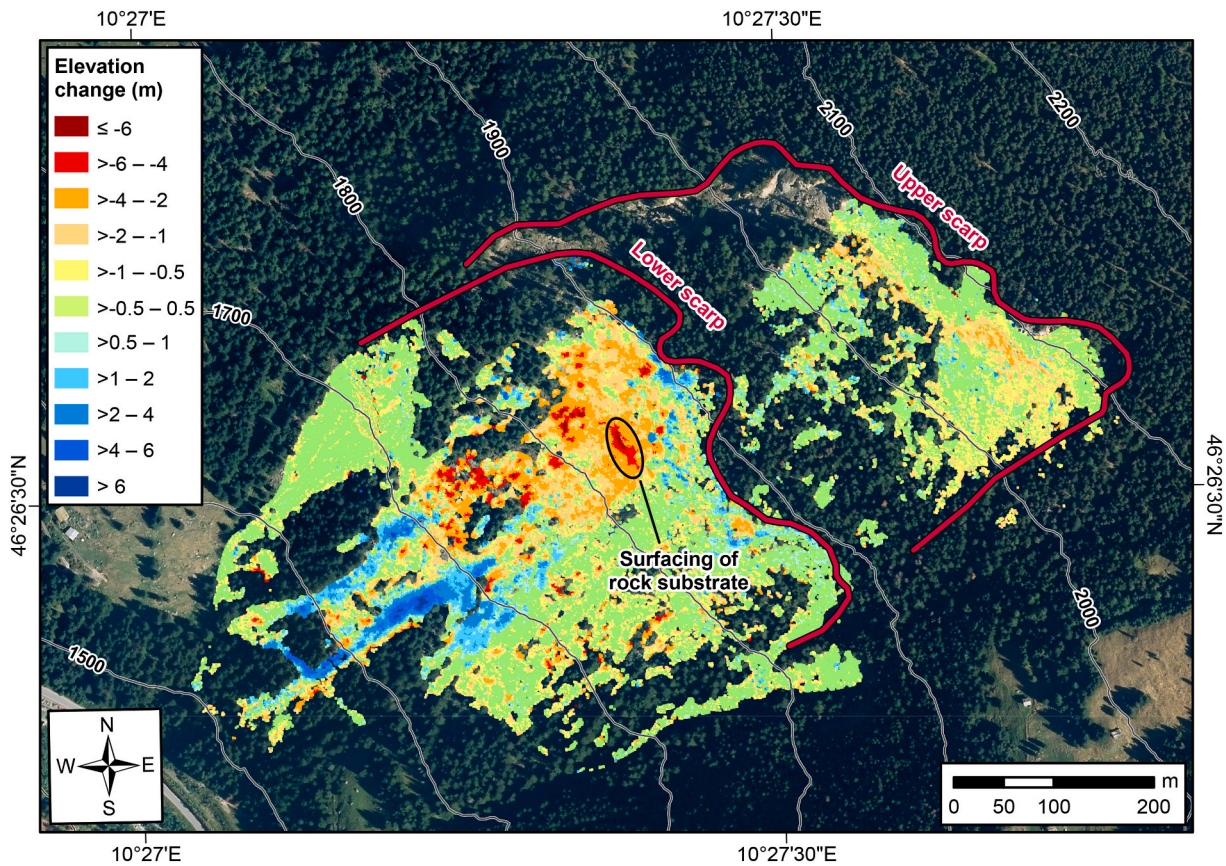 10°27'E
10°27'30"E
Elevation
change (m)
≤ -6
>-6 – -4
>-4 – -2
>-2 – -1
>-1 – -0.5
>-0.5 – 0.5
>0.5 – 1
>1 – 2
>2 – 4
>4 – 6
> 6
2200
2100
1900
1800
1700
Upper scarp
Lower scarp
46°26'30"N
46°26'30"N
Surfacing of
rock substrate
2000
1500
N
W
E
S
m
0
50
100
200
10°27'E
10°27'30"E